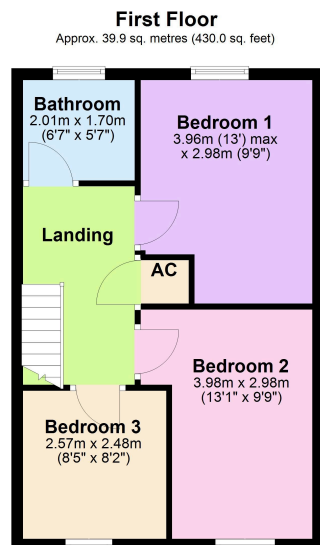 First Floor
Approx. 39.9 sq. metres (430.0 sq. feet)
Bathroom
2.01m x 1.70m
(6'7" x 5'7")
Bedroom 1
3.96m (13') max
x 2.98m (9'9")
Landing
AC
Bedroom 2
3.98m x 2.98m
(13'1" x 9'9")
Bedroom 3
2.57m x 2.48m
(8'5" x 8'2")